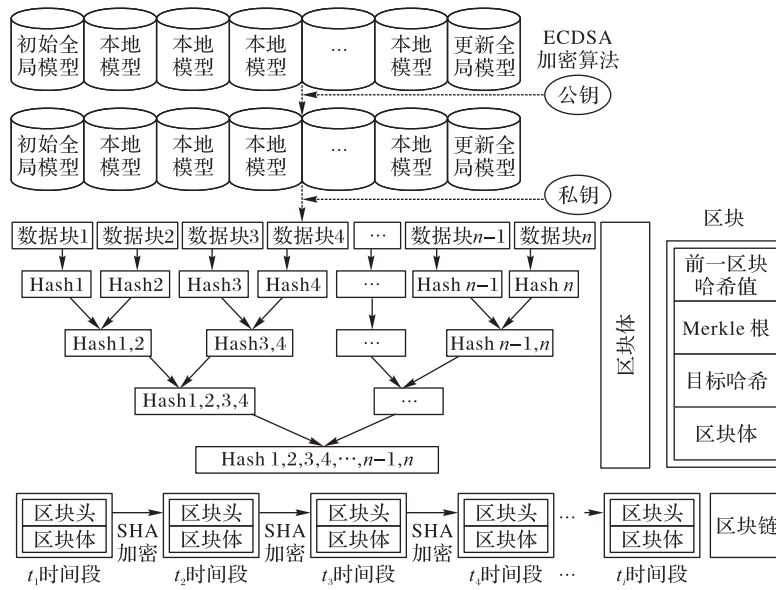 初始全
局模型
本地
模型
本地
模型
本地
模型
…
本地
模型
更新全
局模型
ECDSA
加密算法
公钥
初始全
局模型
本地
模型
本地
模型
本地
模型
…
本地
模型
更新全
局模型
私钥
数据块1
数据块2
数据块3
数据块4
…
数据块n−1
数据块n
Hash1
Hash2
Hash3
Hash4
…
Hash n−1
Hash n
Hash1,2
Hash3,4
…
Hash n−1,n
Hash1,2,3,4
…
Hash 1,2,3,4,…,n−1,n
区块体
区块
前一区块
哈希值
Merkle 根
目标哈希
区块体
区块头
区块体
SHA
加密
区块头
区块体
SHA
加密
区块头
区块体
SHA
加密
区块头
区块体
…
区块头
区块体
区块链
t1时间段
t2时间段
t3时间段
t4时间段
…
ti时间段